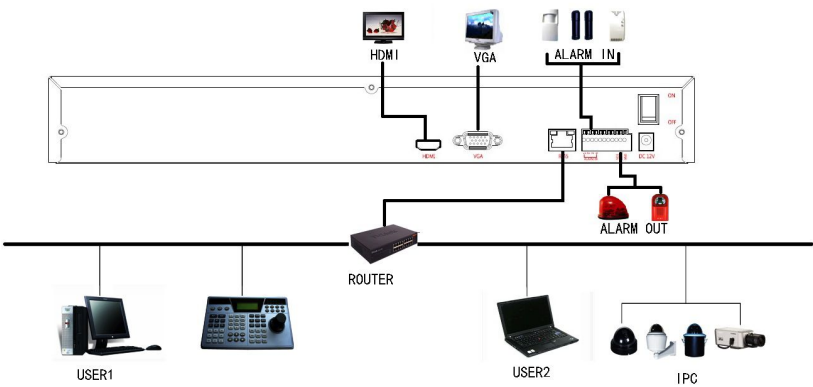 HDMI
VGA
ALARM IN
ON
OFF
HDMI
VGA
DC 12V
ALARM OUT
ROUTER
USER1
USER2
IPC